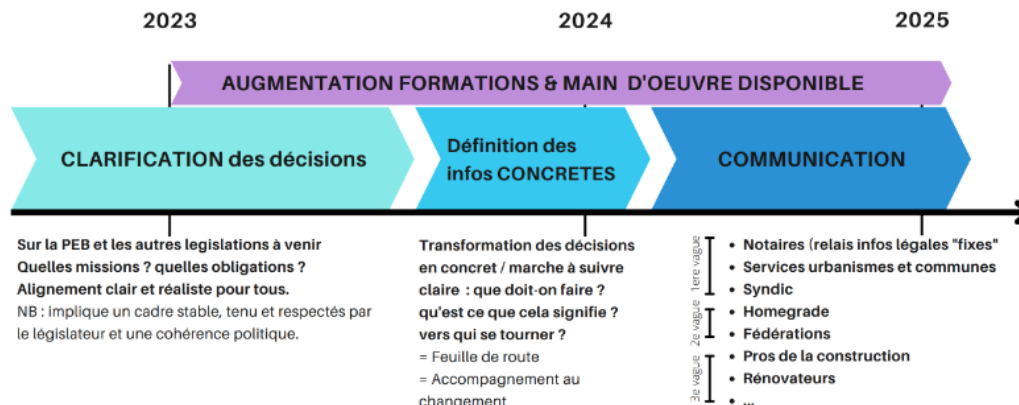 2023
2024
2025
AUGMENTATION FORMATIONS & MAIN D'OEUVRE DISPONIBLE
CLARIFICATION des décisions
Définition des
infos CONCRETES
COMMUNICATION
Sur la PEB et les autres legislations à venir
Quelles missions ? quelles obligations ?
Alignement clair et réaliste pour tous.
NB : implique un cadre stable, tenu et respectés par
le législateur et une cohérence politique.
Transformation des décisions
en concret / marche à suivre
claire : que doit-on faire ?
qu'est ce que cela signifie ?
vers qui se tourner ?
= Feuille de route
= Accompagnement au
changement
1ere vague
• Notaires (relais infos légales "fixes"
• Services urbanismes et communes
• Syndic
2e vague
• Homegrade
• Fédérations
3e vague
• Pros de la construction
• Rénovateurs
• ...